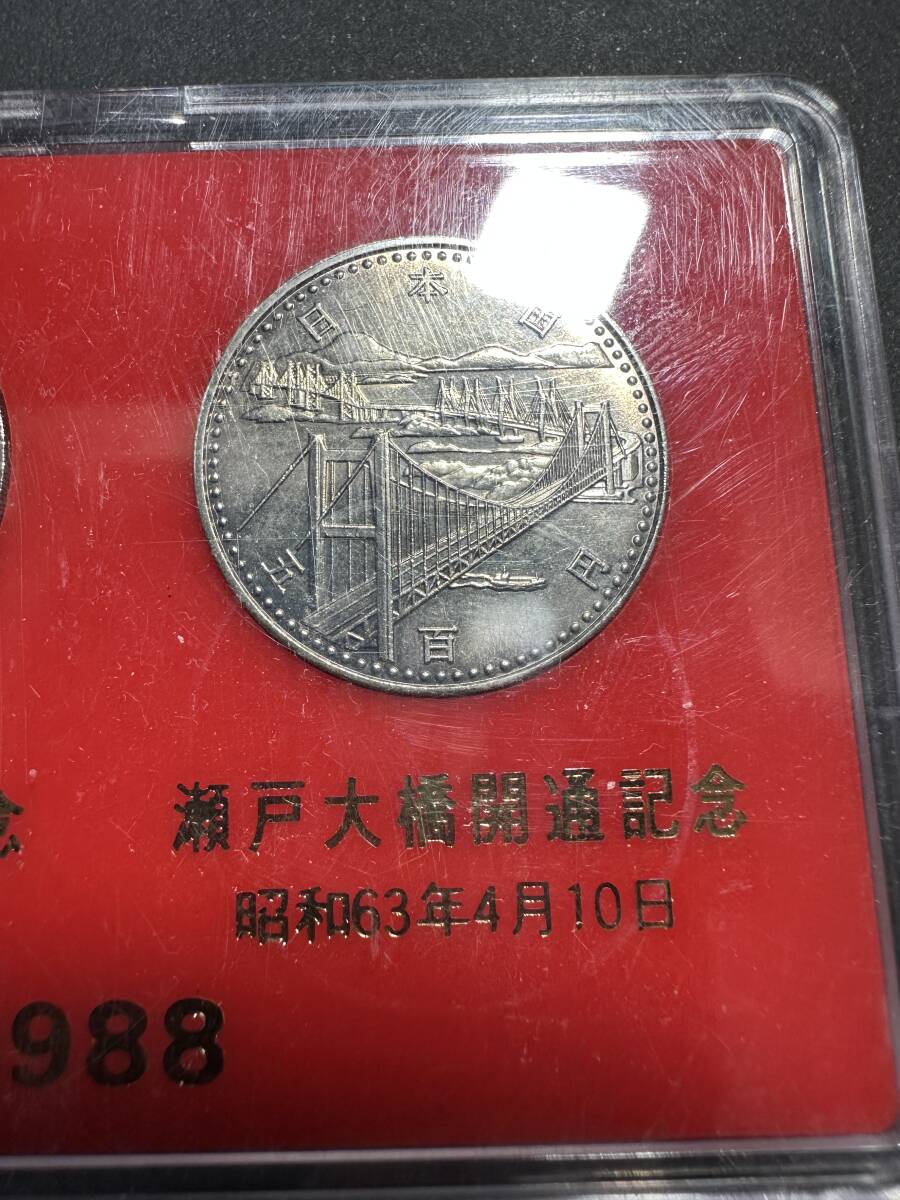 日本国
五百円
念
瀬戸大橋開通記念
昭和63年4月10日
988